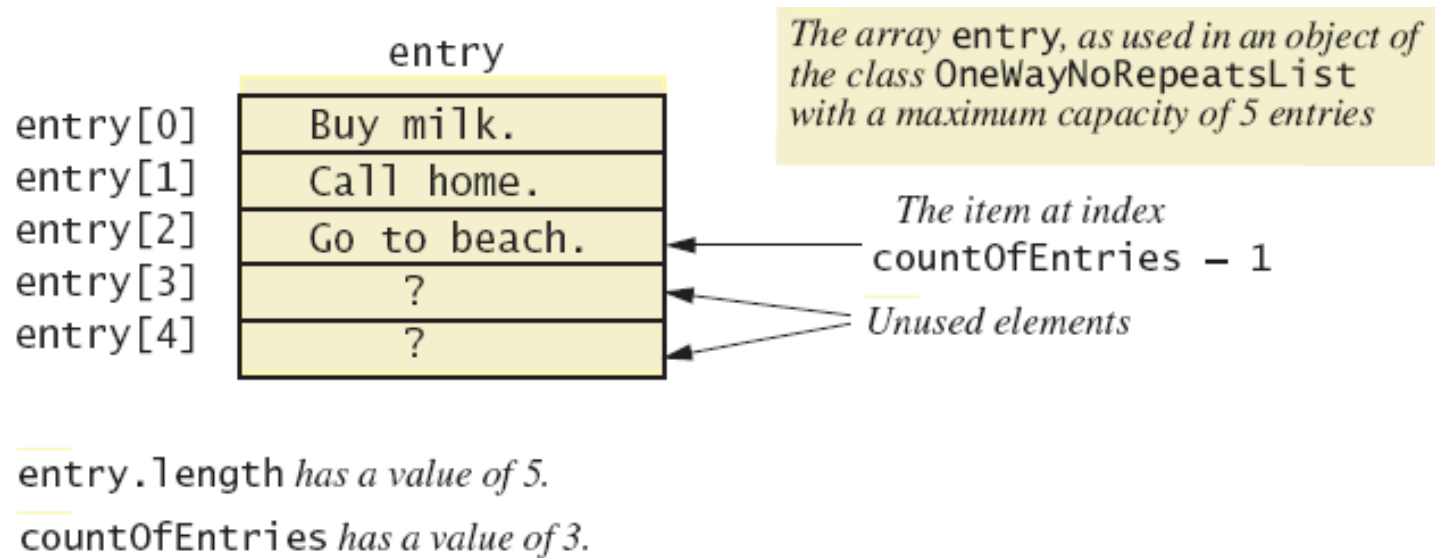 entry
The array entry, as used in an object of
the class OneWayNoRepeatsList
with a maximum capacity of 5 entries
entry[0] Buy milk.
entry[1] Call home.
entry[2] Go to beach.
entry[3] ?
entry[4] ?
The item at index
countOfEntries – 1
Unused elements
entry.length has a value of 5.
countOfEntries has a value of 3.